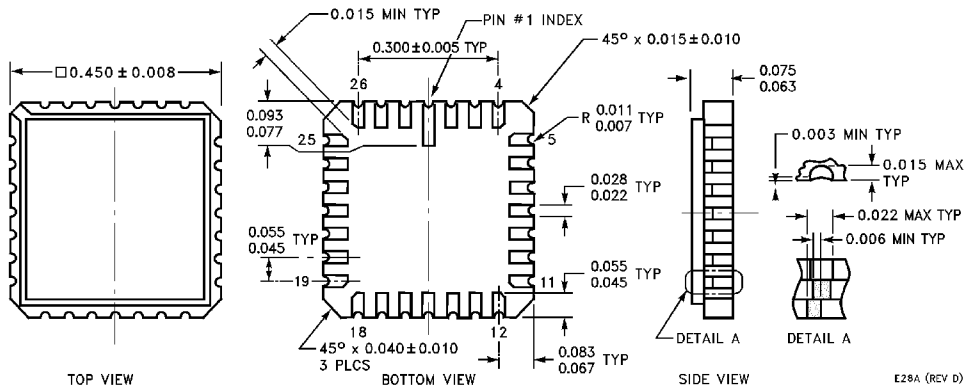 0.015 MIN TYP
PIN #1 INDEX
0.300±0.005 TYP
45° x 0.015±0.010
□0.450±0.008
26
4
0.075
0.063
0.093
0.077
25
R 0.011
0.007 TYP
5
0.003 MIN TYP
0.015 MAX
TYP
0.028
0.022 TYP
0.022 MAX TYP
0.006 MIN TYP
0.055
0.045 TYP
19
11
0.055
0.045 TYP
18
12
45° x 0.040±0.010
3 PLCS
0.083
0.067 TYP
DETAIL A
DETAIL A
TOP VIEW
BOTTOM VIEW
SIDE VIEW
E28A (REV D)